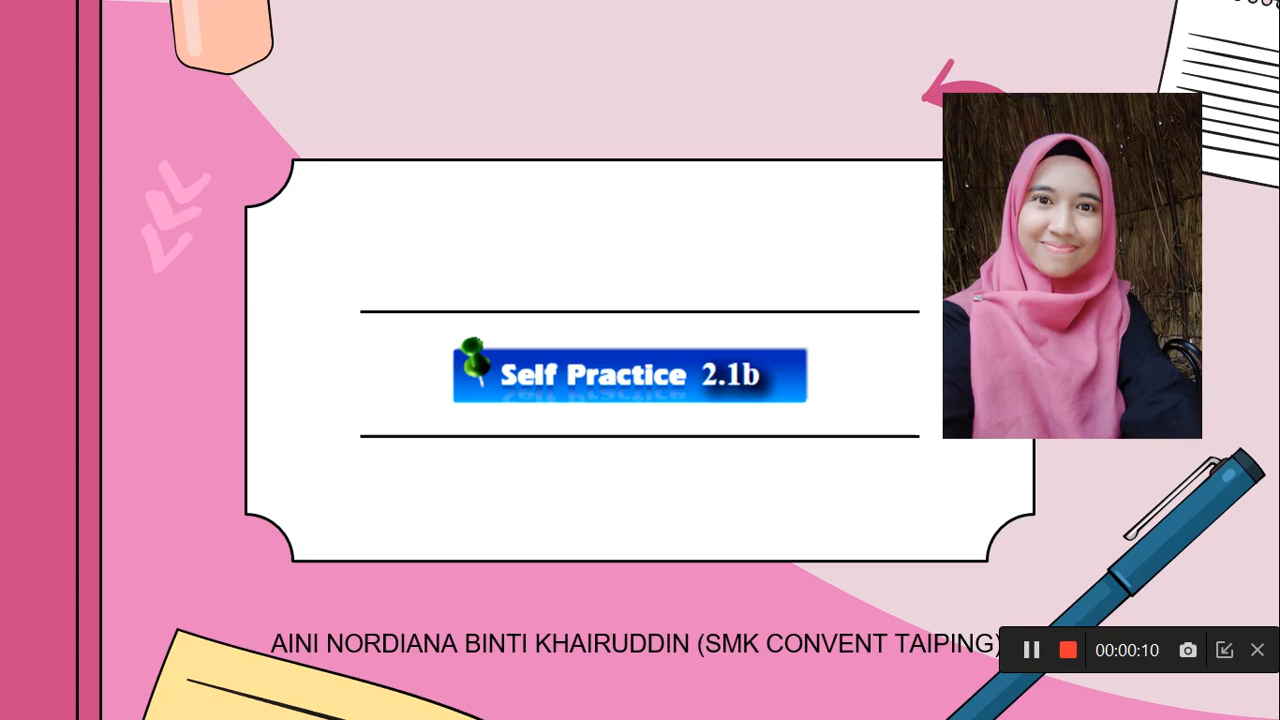 Self Practice 2.1b
AINI NORDIANA BINTI KHAIRUDDIN (SMK CONVENT TAIPING)
00:00:10